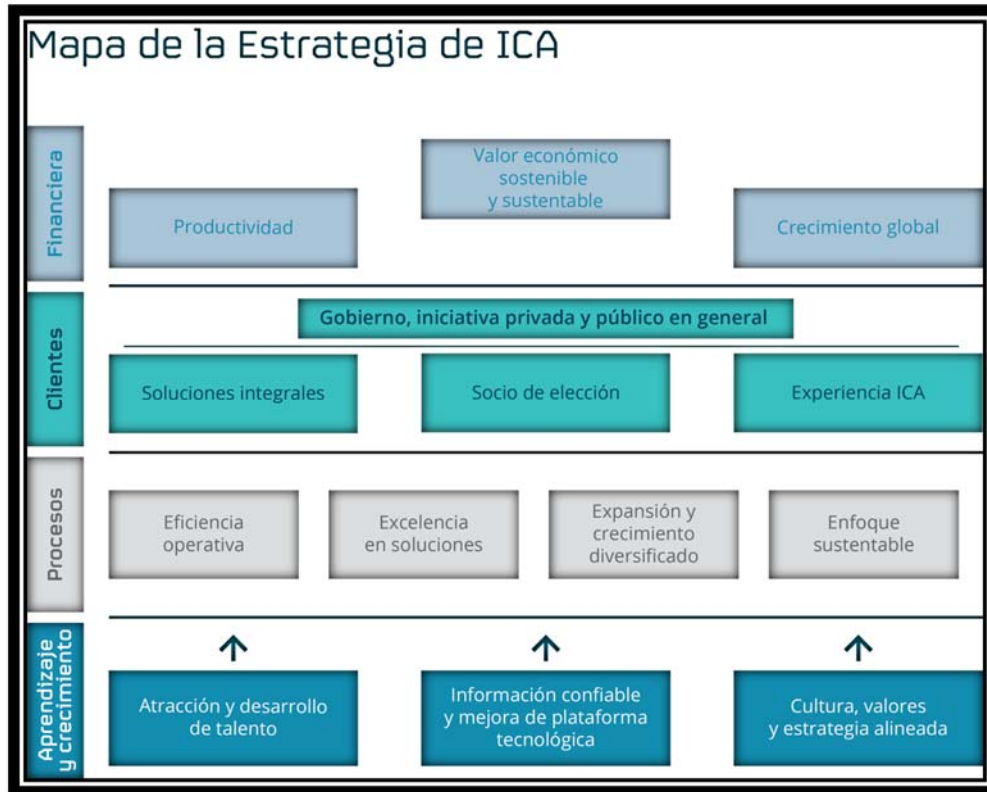 Mapa de la Estrategia de ICA
Financiera
Valor económico
sostenible
y sustentable
Productividad
Crecimiento global
Clientes
Gobierno, iniciativa privada y público en general
Soluciones integrales
Socio de elección
Experiencia ICA
Procesos
Eficiencia
operativa
Excelencia
en soluciones
Expansión y
crecimiento
diversificado
Enfoque
sustentable
Aprendizaje
y crecimiento
Atracción y desarrollo
de talento
Información confiable
y mejora de plataforma
tecnológica
Cultura, valores
y estrategia alineada